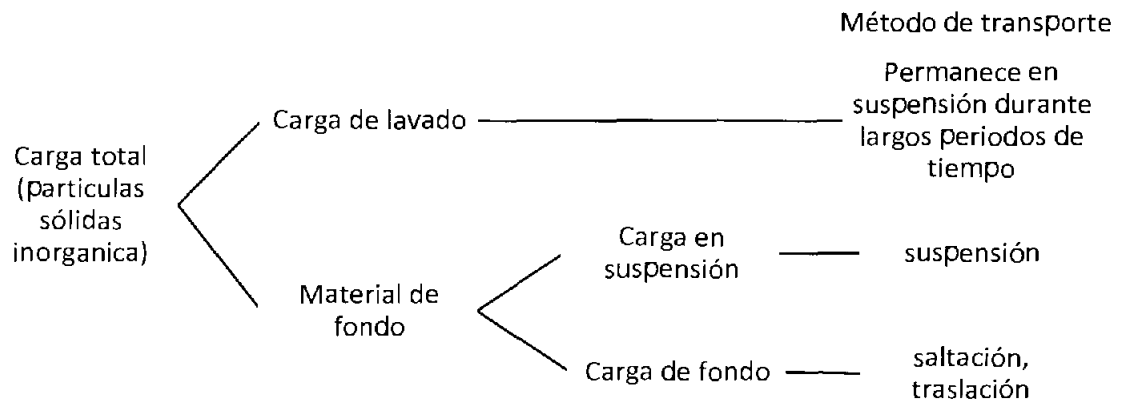 Método de transporte
Carga total
(particulas
sólidas
inorganica)
Carga de lavado
Permanece en
suspensión durante
largos periodos de
tiempo
Material de
fondo
Carga en
suspensión
suspensión
Carga de fondo
saltación,
traslación